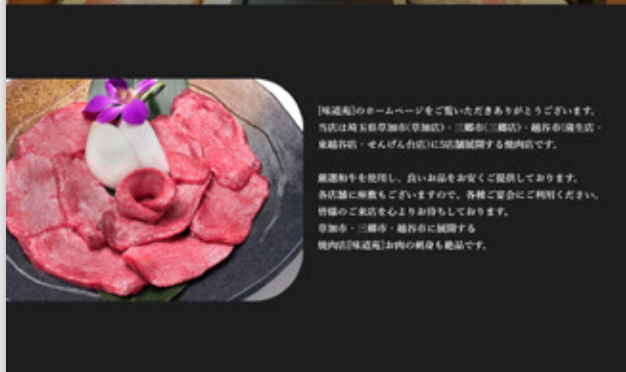 [味道苑]のホームページをご覧いただきありがとうございます。
当店は埼玉県草加市(草加店)・三郷市(三郷店)・越谷市(蒲生店・
東越谷店・せんげん台店)に5店舗展開する焼肉店です。
厳選和牛を使用し、良いお品をお安くご提供しております。
各店舗に座敷もございますので、各種ご宴会にご利用ください。
皆様のご来店を心よりお待ちしております。
草加市・三郷市・越谷市に展開する
焼肉店[味道苑]お肉の刺身も絶品です。